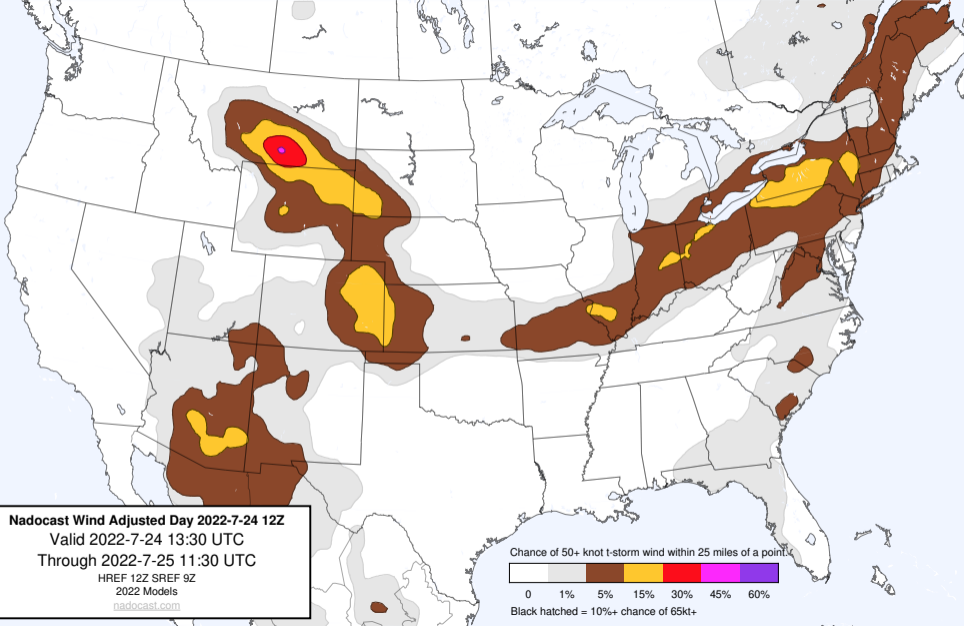 Nadocast Wind Adjusted Day 2022-7-24 12Z
Valid 2022-7-24 13:30 UTC
Through 2022-7-25 11:30 UTC
HREF 12Z SREF 9Z
2022 Models
nadocast.com
Chance of 50+ knot t-storm wind within 25 miles of a point.
0 1% 5% 15% 30% 45% 60%
Black hatched = 10%+ chance of 65kt+